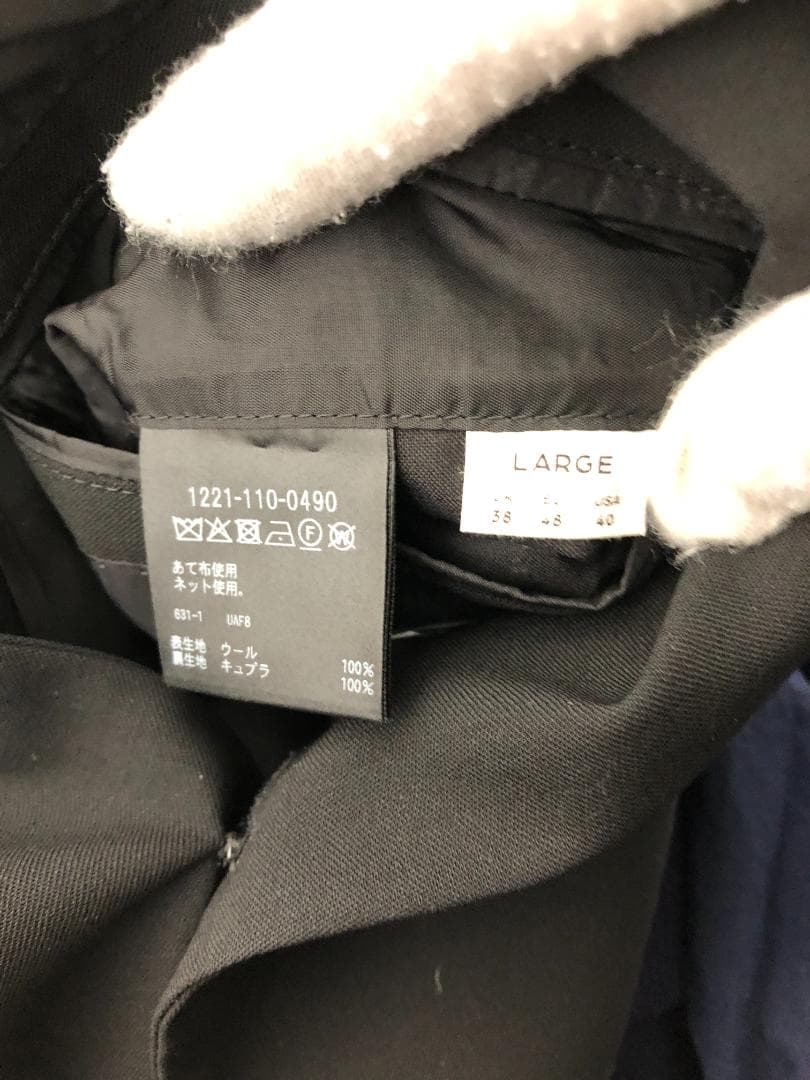 1221-110-0490
あて布使用
ネット使用。
631-1 UAF8
表生地 ウール 100%
裏生地 キュプラ 100%
LARGE
USA
38 48 40